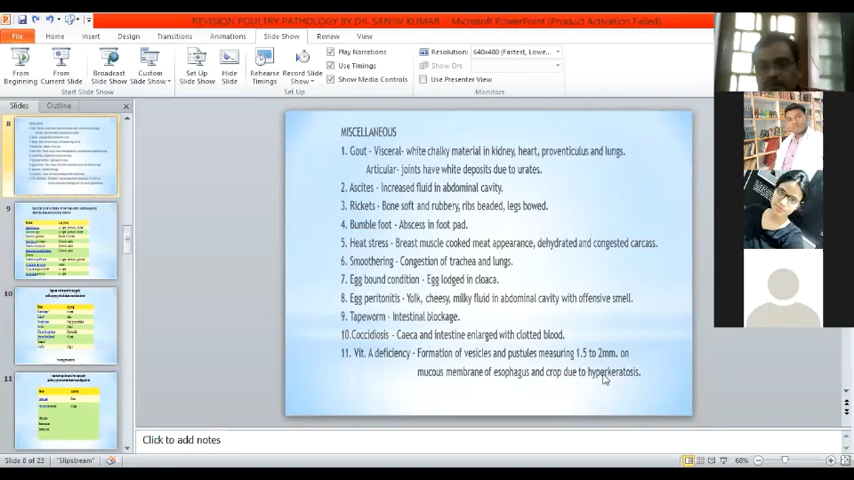 REVISION POULTRY PATHOLOGY BY DR. SANJIV KUMAR - Microsoft PowerPoint (Product Activation Failed)
File Home Insert Design Transitions Animations Slide Show Review View
From Beginning
From Current Slide
Broadcast Slide Show
Custom Slide Show
Set Up Slide Show
Hide Slide
Rehearse Timings
Record Slide Show
Play Narrations
Use Timings
Show Media Controls
Resolution: 640x480 (Fastest, Lowe...
Show On:
Use Presenter View
Start Slide Show
Set Up
Monitors
Slides Outline
8
9
10
11
MISCELLANEOUS
1. Gout - Visceral- white chalky material in kidney, heart, proventiculus and lungs.
Articular- joints have white deposits due to urates.
2. Ascites - Increased fluid in abdominal cavity.
3. Rickets - Bone soft and rubbery, ribs beaded, legs bowed.
4. Bumble foot - Abscess in foot pad.
5. Heat stress - Breast muscle cooked meat appearance, dehydrated and congested carcass.
6. Smoothering - Congestion of trachea and lungs.
7. Egg bound condition - Egg lodged in cloaca.
8. Egg peritonitis - Yolk, cheesy, milky fluid in abdominal cavity with offensive smell.
9. Tapeworm - Intestinal blockage.
10.Coccidiosis - Caeca and intestine enlarged with clotted blood.
11. Vit. A deficiency - Formation of vesicles and pustules measuring 1.5 to 2mm. on
mucous membrane of esophagus and crop due to hyperkeratosis.
Click to add notes
Slide 8 of 23 "Slipstream" 68%